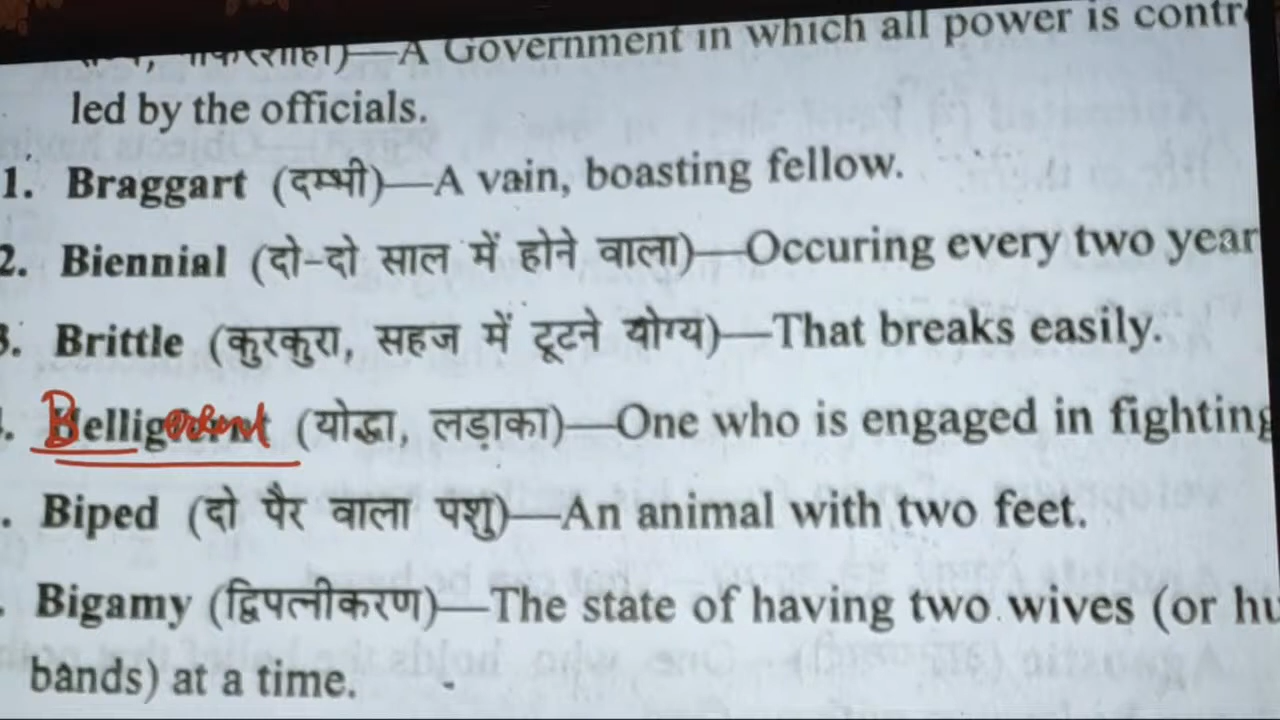 —A Government in which all power is contr
led by the officials.
1. Braggart (दम्भी)—A vain, boasting fellow.
2. Biennial (दो-दो साल में होने वाला)—Occuring every two year
3. Brittle (कुरकुरा, सहज में टूटने योग्य)—That breaks easily.
. Belligerent (योद्धा, लड़ाका)—One who is engaged in fighting
. Biped (दो पैर वाला पशु)—An animal with two feet.
. Bigamy (द्विपत्नीकरण)—The state of having two wives (or hu
bands) at a time.